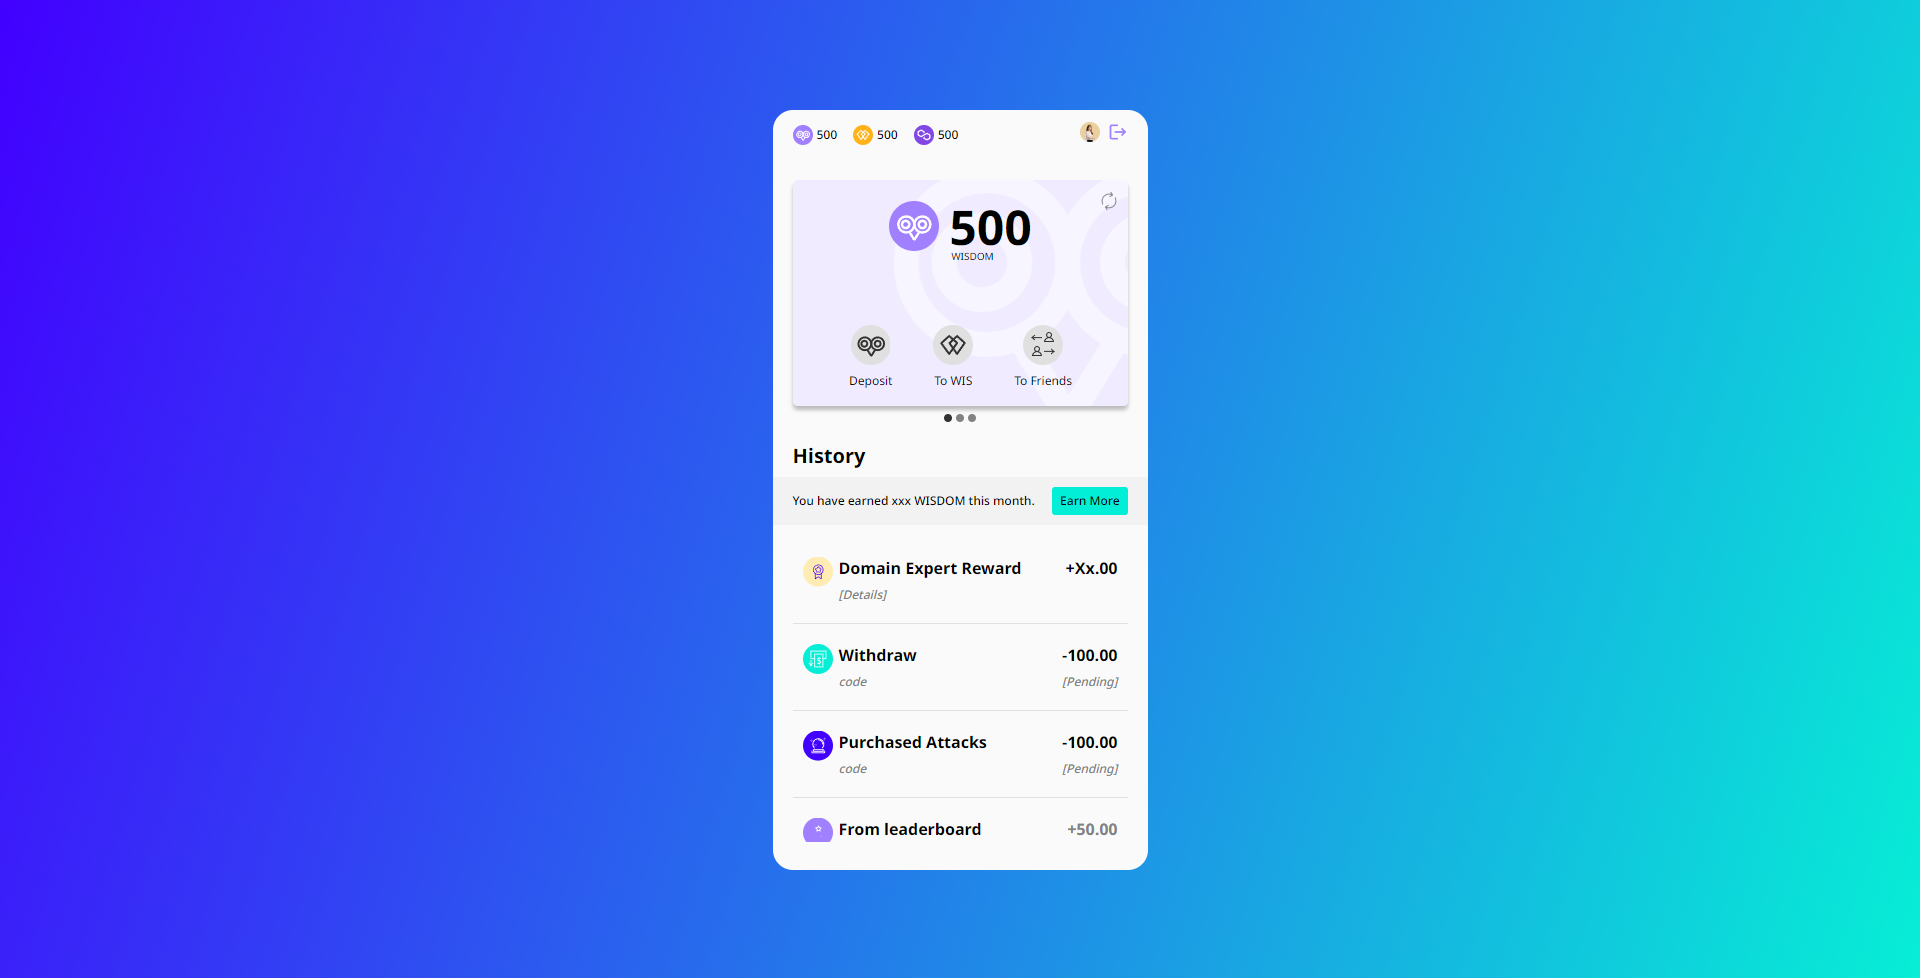 500 500 500
500
WISDOM
Deposit To WIS To Friends
History
You have earned xxx WISDOM this month. Earn More
Domain Expert Reward +Xx.00
[Details]
Withdraw -100.00
code [Pending]
Purchased Attacks -100.00
code [Pending]
From leaderboard +50.00